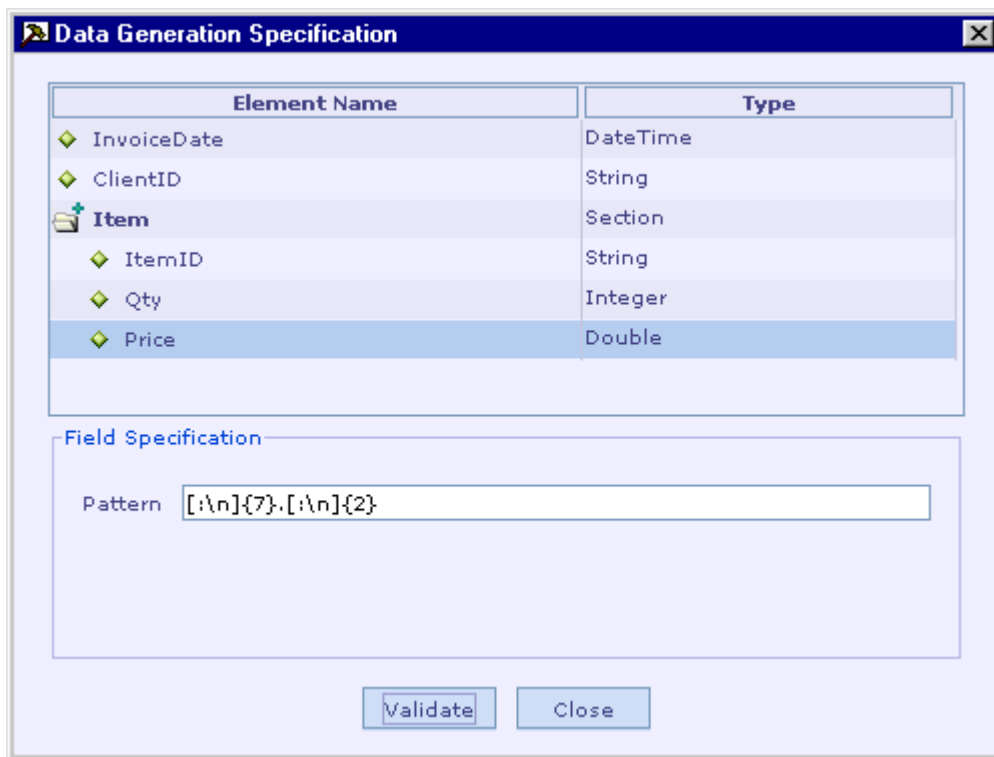 Data Generation Specification
Element Name Type
InvoiceDate DateTime
ClientID String
Item Section
ItemID String
Qty Integer
Price Double
Field Specification
Pattern [:\n]{7}.[:\n]{2}
Validate Close